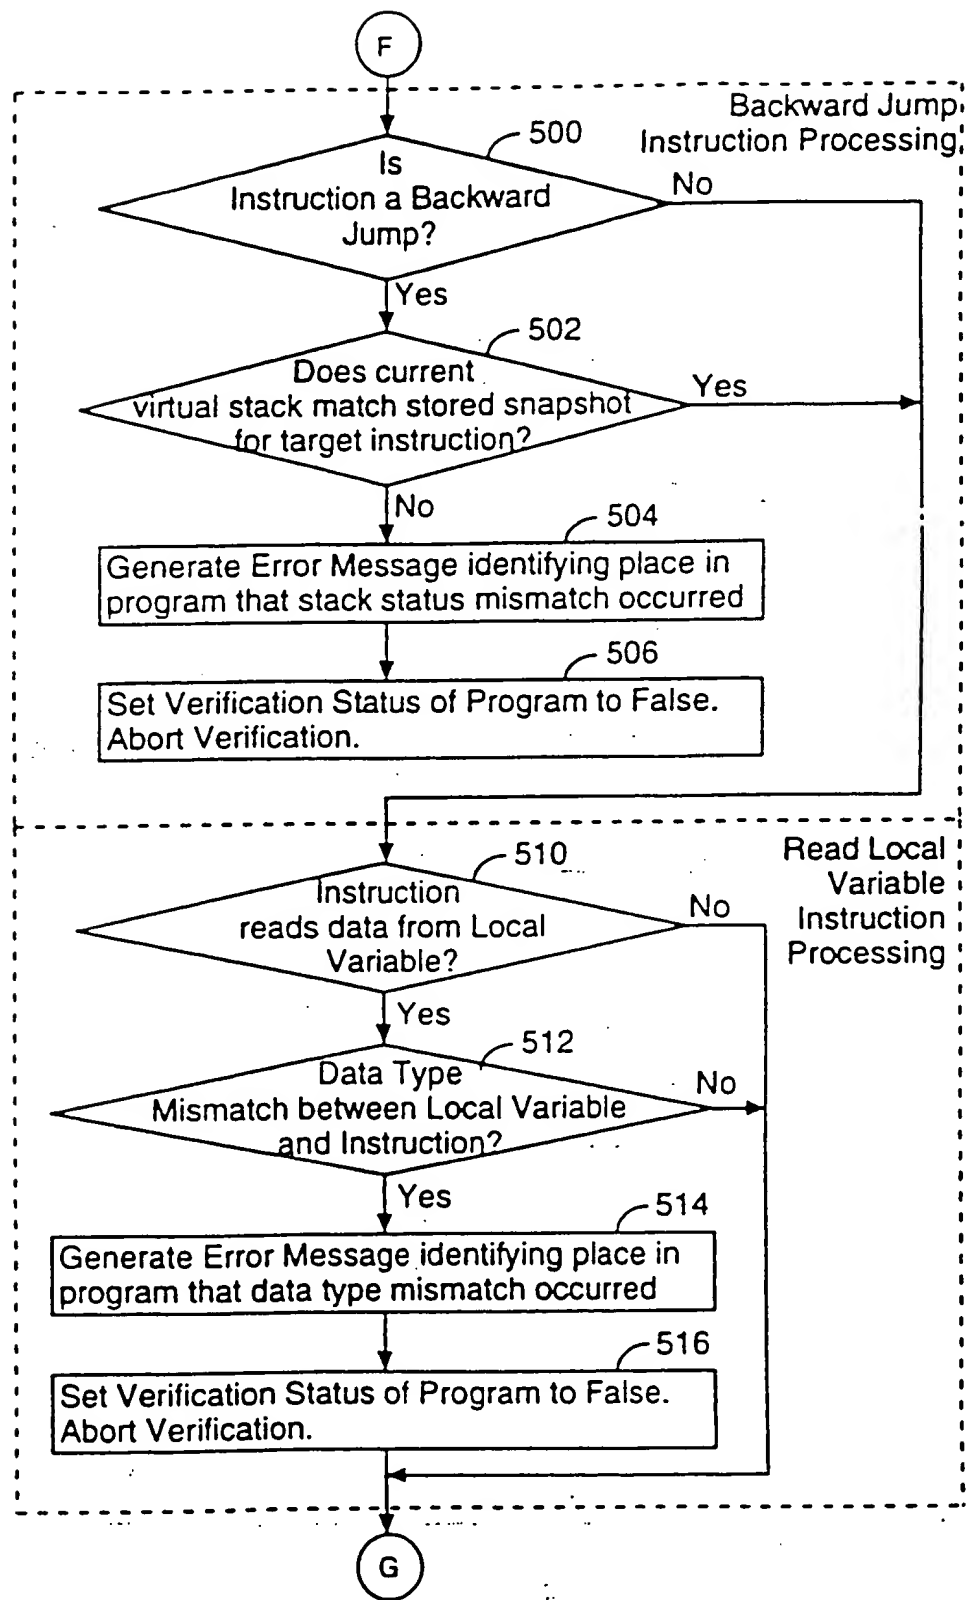 F
Backward Jump
Instruction Processing
500
Is
Instruction a Backward
Jump?
No
Yes
502
Does current
virtual stack match stored snapshot
for target instruction?
Yes
No
504
Generate Error Message identifying place in
program that stack status mismatch occurred
506
Set Verification Status of Program to False.
Abort Verification.
Read Local
Variable
Instruction
Processing
510
Instruction
reads data from Local
Variable?
No
Yes
512
Data Type
Mismatch between Local Variable
and Instruction?
No
Yes
514
Generate Error Message identifying place in
program that data type mismatch occurred
516
Set Verification Status of Program to False.
Abort Verification.
G